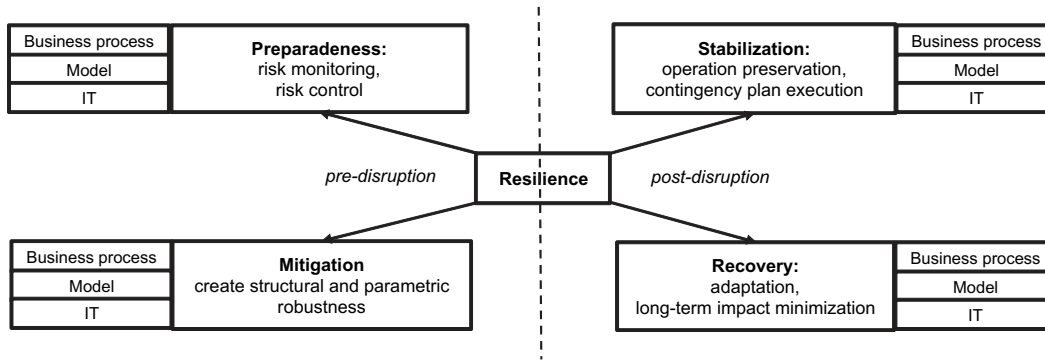 Business process
Model
IT
Preparadeness:
risk monitoring,
risk control
Stabilization:
operation preservation,
contingency plan execution
Business process
Model
IT
pre-disruption
Resilience
post-disruption
Business process
Model
IT
Mitigation
create structural and parametric
robustness
Recovery:
adaptation,
long-term impact minimization
Business process
Model
IT